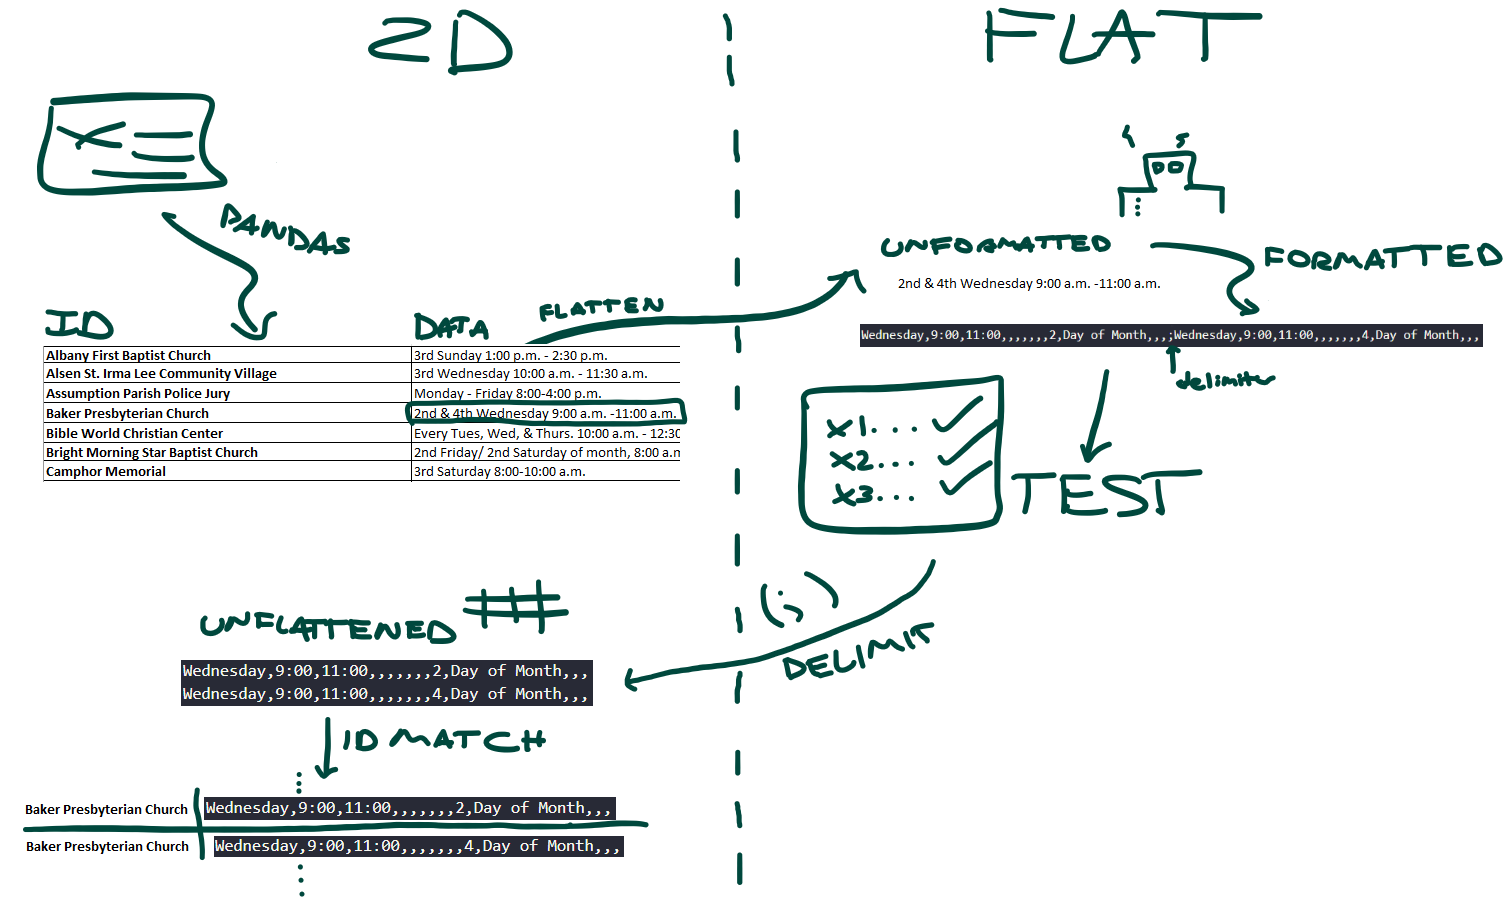 2D
FLAT
PANDAS
UNFORMATTED
FORMATTED
2nd & 4th Wednesday 9:00 a.m. -11:00 a.m.
FLATTEN
ID
DATA
Wednesday,9:00,11:00,,,,,,,2,Day of Month,,,;Wednesday,9:00,11:00,,,,,,,4,Day of Month,,,
delimiter
Albany First Baptist Church 3rd Sunday 1:00 p.m. - 2:30 p.m.
Alsen St. Irma Lee Community Village 3rd Wednesday 10:00 a.m. - 11:30 a.m.
Assumption Parish Police Jury Monday - Friday 8:00-4:00 p.m.
Baker Presbyterian Church 2nd & 4th Wednesday 9:00 a.m. -11:00 a.m.
Bible World Christian Center Every Tues, Wed, & Thurs. 10:00 a.m. - 12:30
Bright Morning Star Baptist Church 2nd Friday/ 2nd Saturday of month, 8:00 a.m
Camphor Memorial 3rd Saturday 8:00-10:00 a.m.
X1...
X2...
X3...
TEST
(;)
DELIMIT
UNFLATTENED
Wednesday,9:00,11:00,,,,,,,2,Day of Month,,,
Wednesday,9:00,11:00,,,,,,,4,Day of Month,,,
ID MATCH
Baker Presbyterian Church Wednesday,9:00,11:00,,,,,,,2,Day of Month,,,
Baker Presbyterian Church Wednesday,9:00,11:00,,,,,,,4,Day of Month,,,